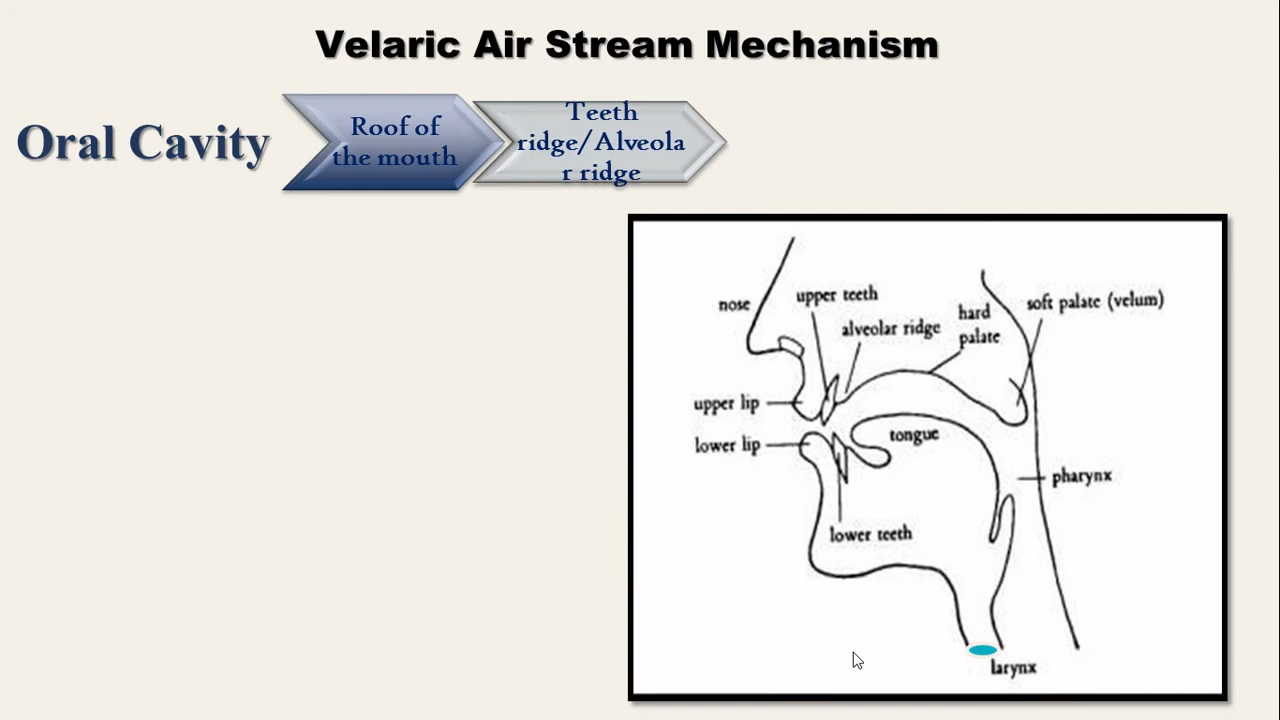 Velaric Air Stream Mechanism
Oral Cavity
Roof of
the mouth
Teeth
ridge/Alveola
r ridge
nose
upper teeth
alveolar ridge
hard
palate
soft palate (velum)
upper lip
lower lip
tongue
pharynx
lower teeth
larynx